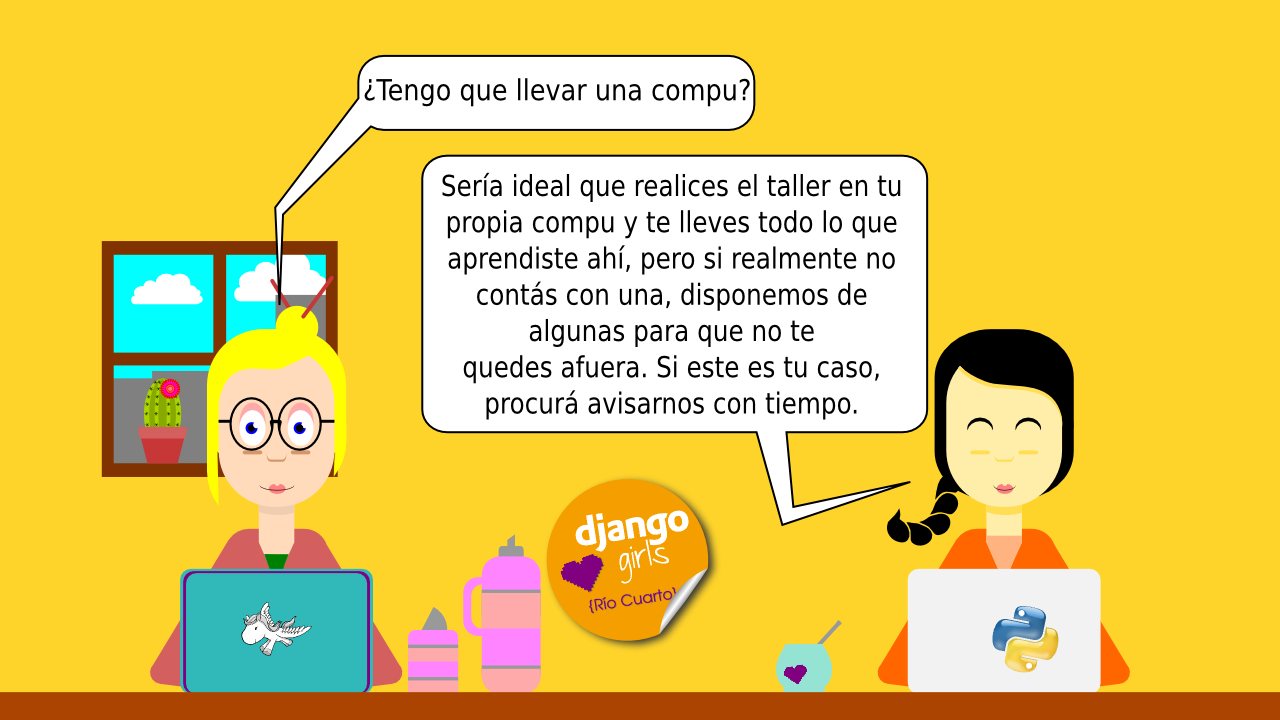 ¿Tengo que llevar una compu?
Sería ideal que realices el taller en tu
propia compu y te lleves todo lo que
aprendiste ahí, pero si realmente no
contás con una, disponemos de
algunas para que no te
quedes afuera. Si este es tu caso,
procurá avisarnos con tiempo.
django
girls
{Río Cuarto}